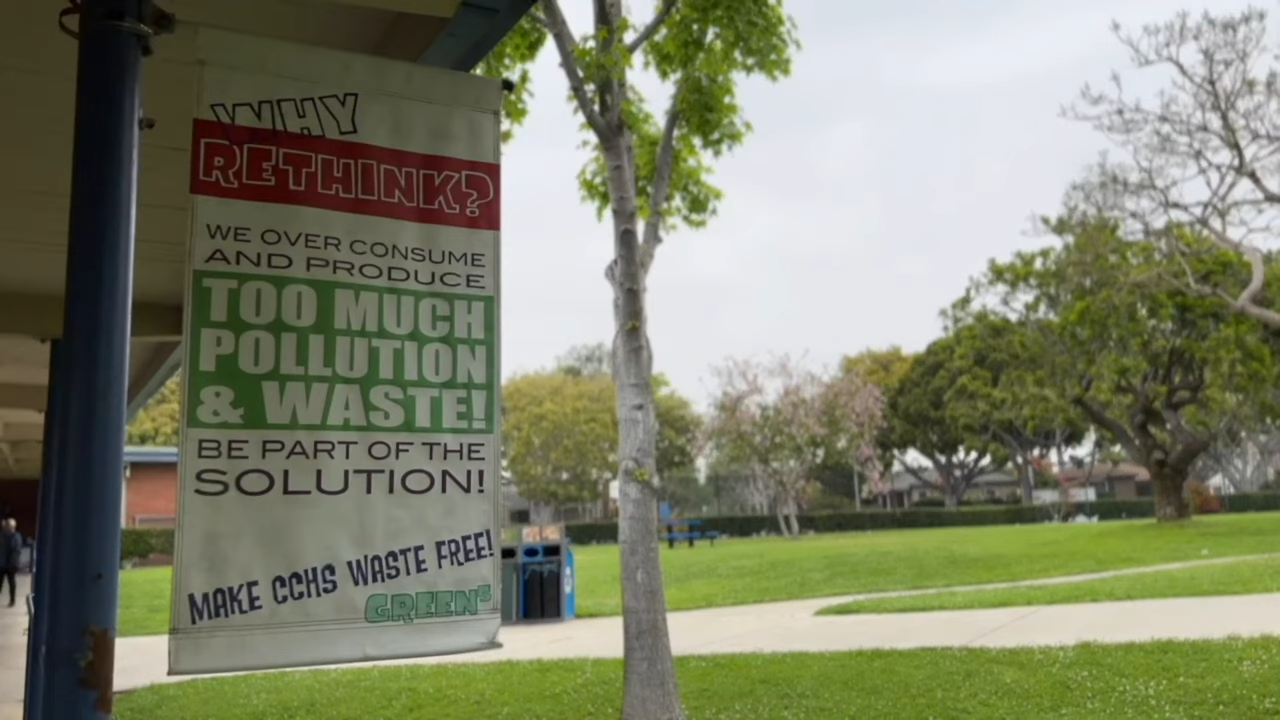 WHY
RETHINK?
WE OVER CONSUME
AND PRODUCE
TOO MUCH
POLLUTION
& WASTE!
BE PART OF THE
SOLUTION!
MAKE CCHS WASTE FREE!
GREEN5